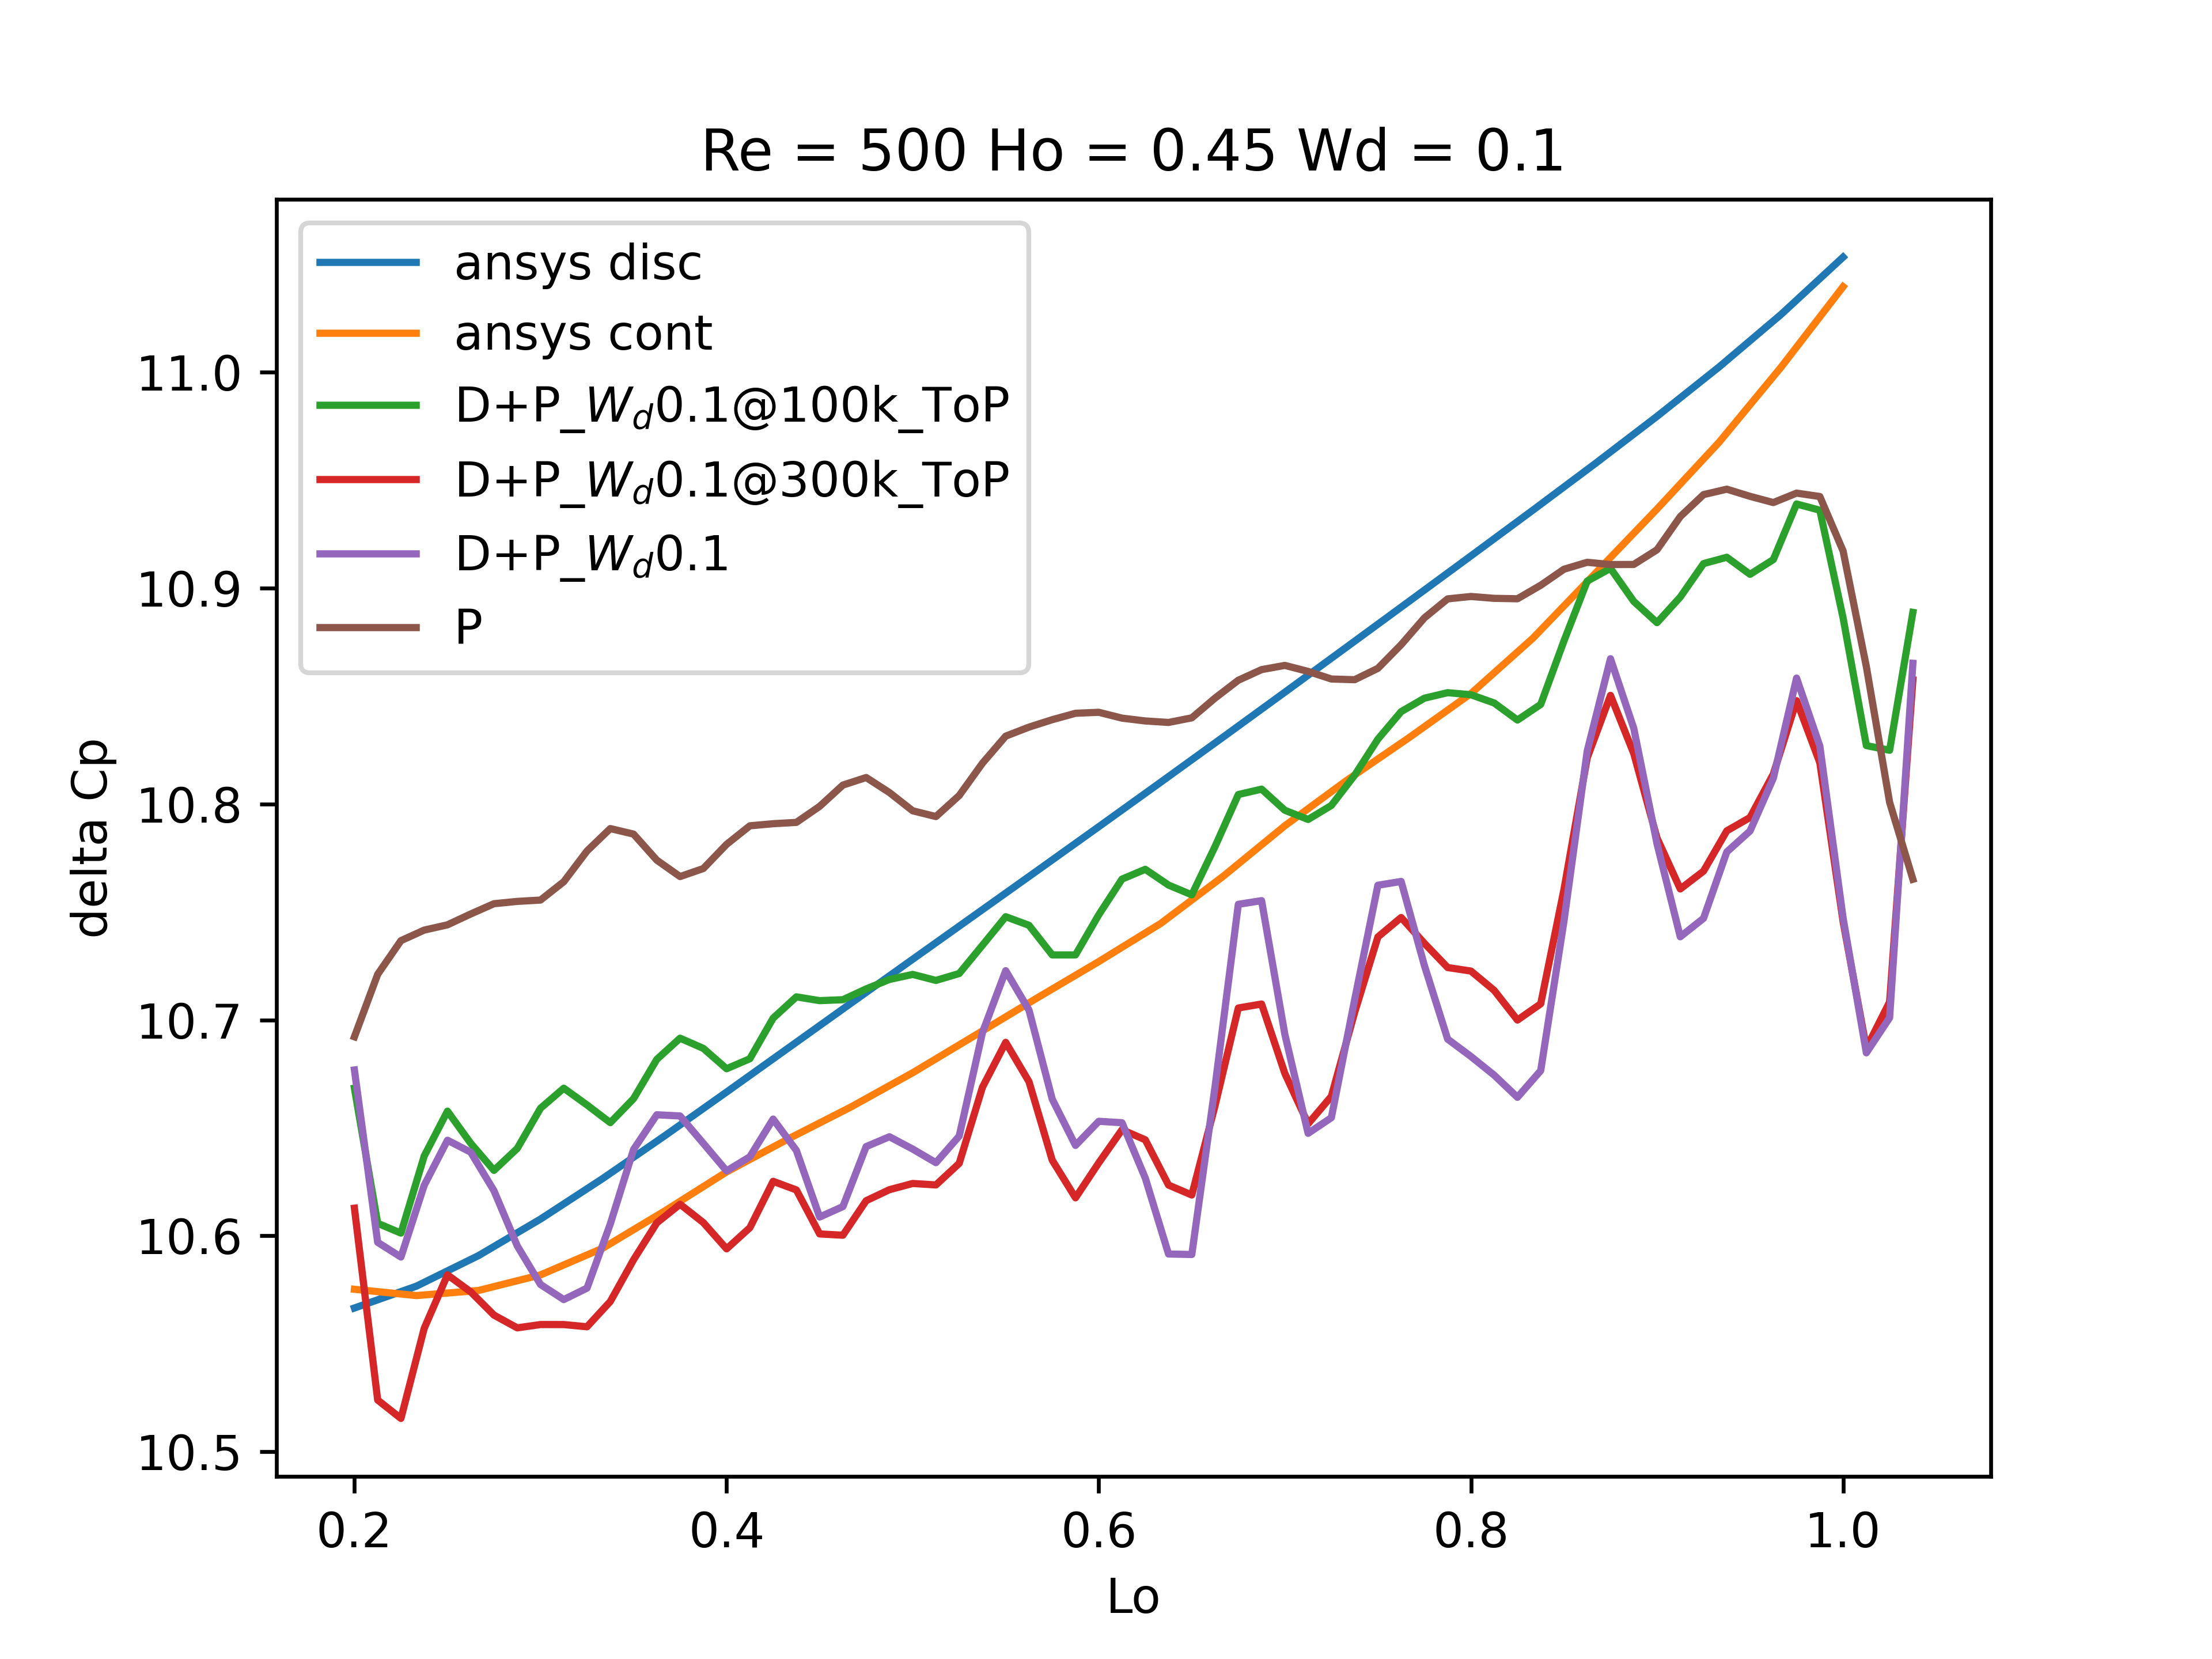 Re = 500 Ho = 0.45 Wd = 0.1
ansys disc
ansys cont
D+P_W_d0.1@100k_ToP
D+P_W_d0.1@300k_ToP
D+P_W_d0.1
P
11.0
10.9
10.8
10.7
10.6
10.5
delta Cp
0.2 0.4 0.6 0.8 1.0
Lo